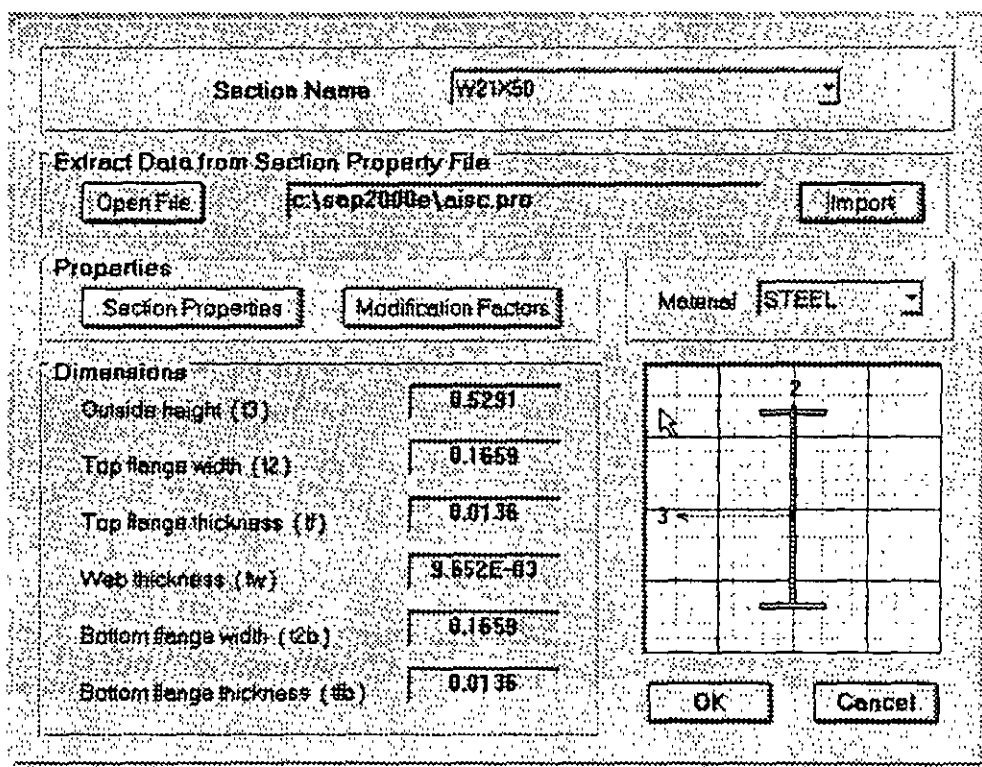 Section Name W21X50
Extract Data from Section Property File
Open File c:\sap2000e\aisc.pro Import
Properties
Section Properties Modification Factors Material STEEL
Dimensions
Outside height (t3) 0.5291
Top flange width (t2) 0.1659
Top flange thickness (tf) 0.0136
Web thickness (tw) 9.652E-03
Bottom flange width (t2b) 0.1659
Bottom flange thickness (tfb) 0.0136
2
3
OK Cancel